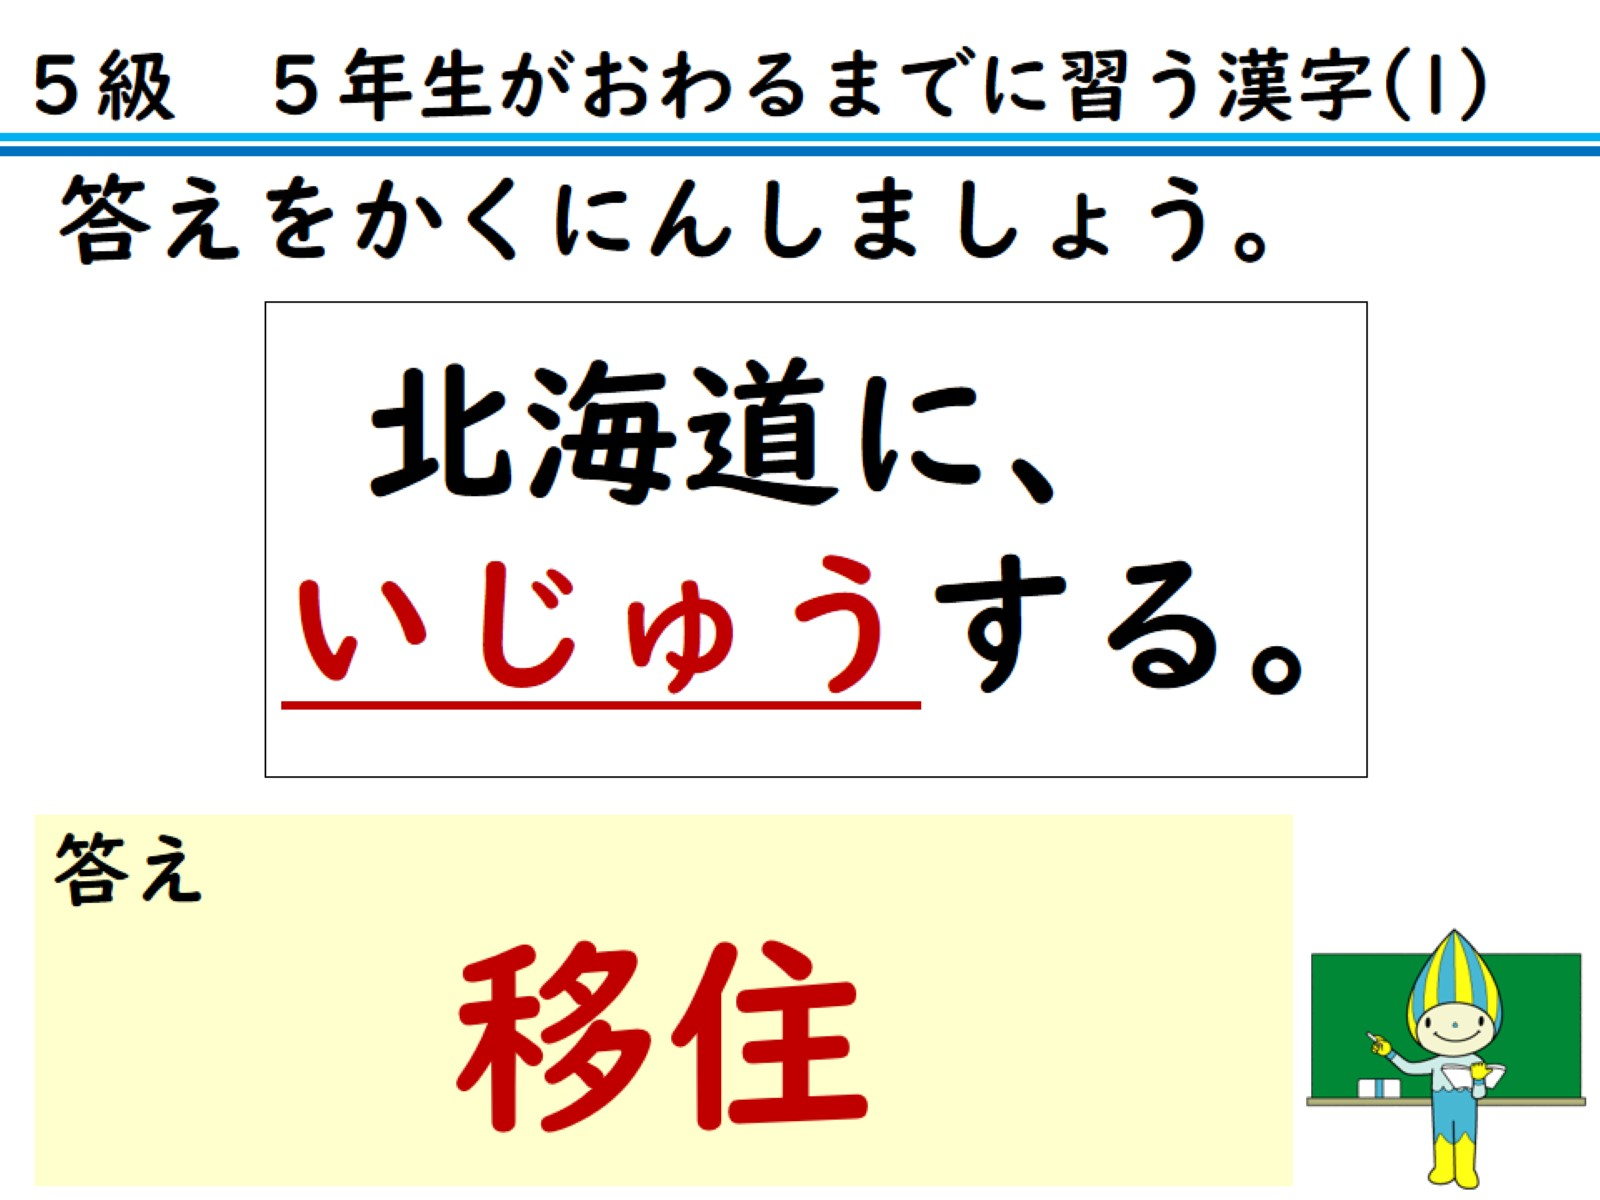 ５級　５年生がおわるまでに習う漢字(1)
答えをかくにんしましょう。
北海道に、
いじゅうする。
答え
移住